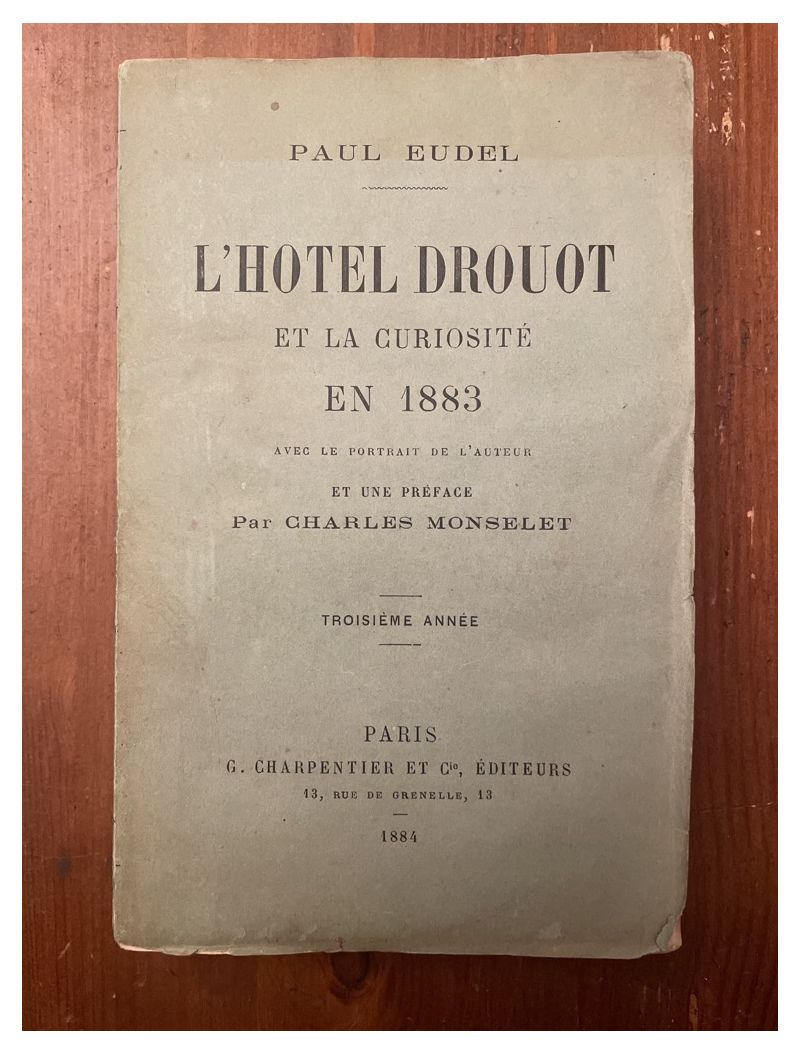 PAUL EUDEL
L'HOTEL DROUOT
ET LA CURIOSITÉ
EN 1883
AVEC LE PORTRAIT DE L'AUTEUR
ET UNE PRÉFACE
Par CHARLES MONSELET
TROISIÈME ANNÉE
PARIS
G. CHARPENTIER ET Cie, ÉDITEURS
13, RUE DE GRENELLE, 13
1884